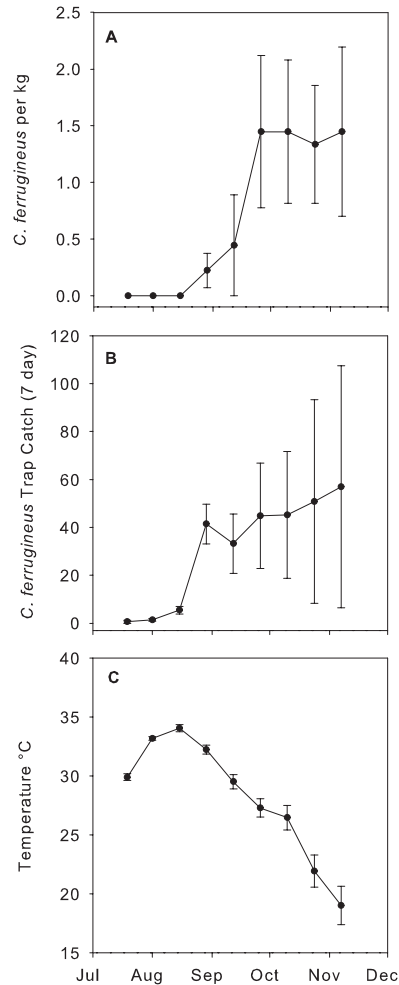 A
C. ferrugineus per kg
2.5
2.0
1.5
1.0
0.5
0.0
B
C. ferrugineus Trap Catch (7 day)
120
100
80
60
40
20
0
C
Temperature °C
40
35
30
25
20
15
Jul Aug Sep Oct Nov Dec